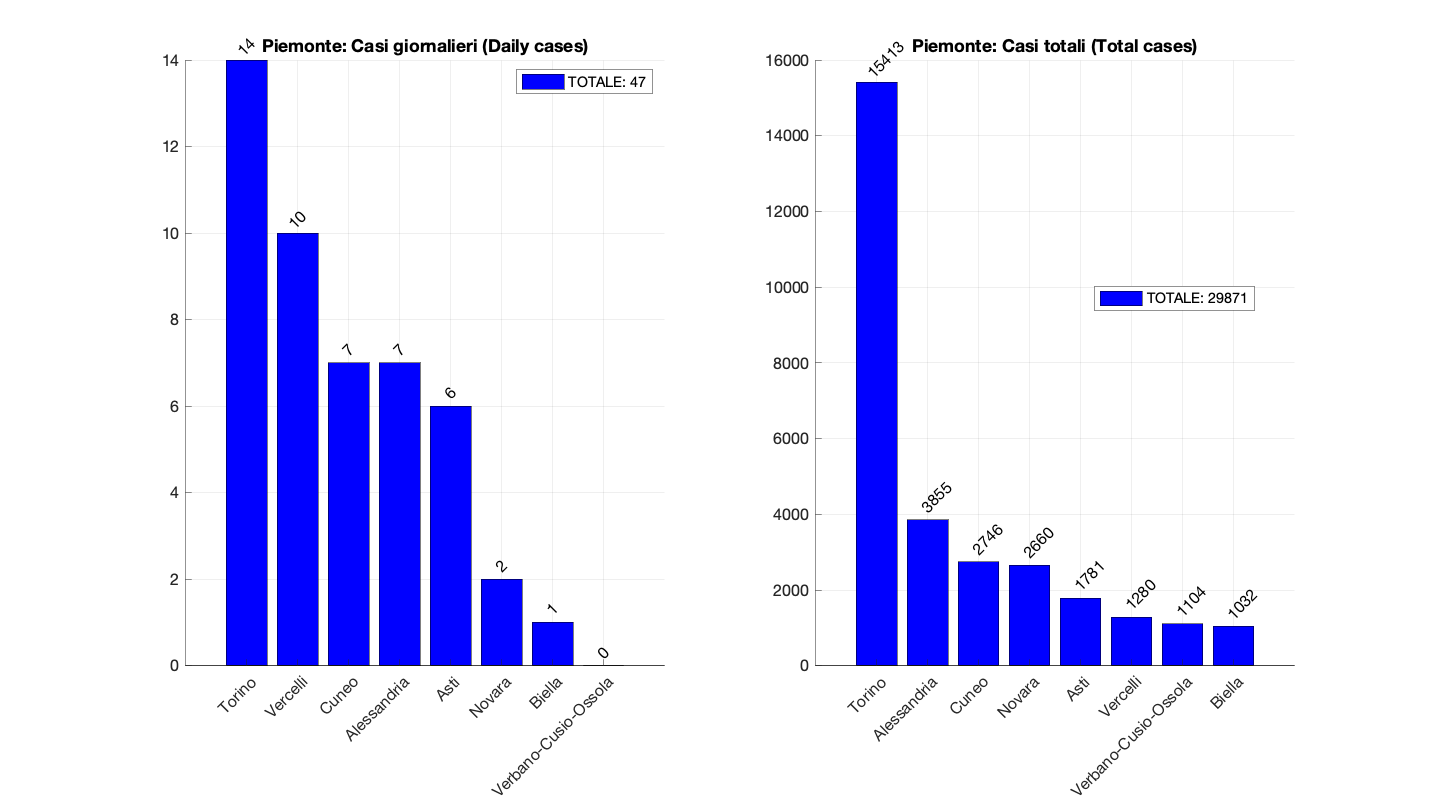 Piemonte: Casi giornalieri (Daily cases)
TOTALE: 47
14
12
10
8
6
4
2
0
14
10
7
7
6
2
1
0
Torino
Vercelli
Cuneo
Alessandria
Asti
Novara
Biella
Verbano-Cusio-Ossola
Piemonte: Casi totali (Total cases)
TOTALE: 29871
16000
14000
12000
10000
8000
6000
4000
2000
0
15413
3855
2746
2660
1781
1280
1104
1032
Torino
Alessandria
Cuneo
Novara
Asti
Vercelli
Verbano-Cusio-Ossola
Biella